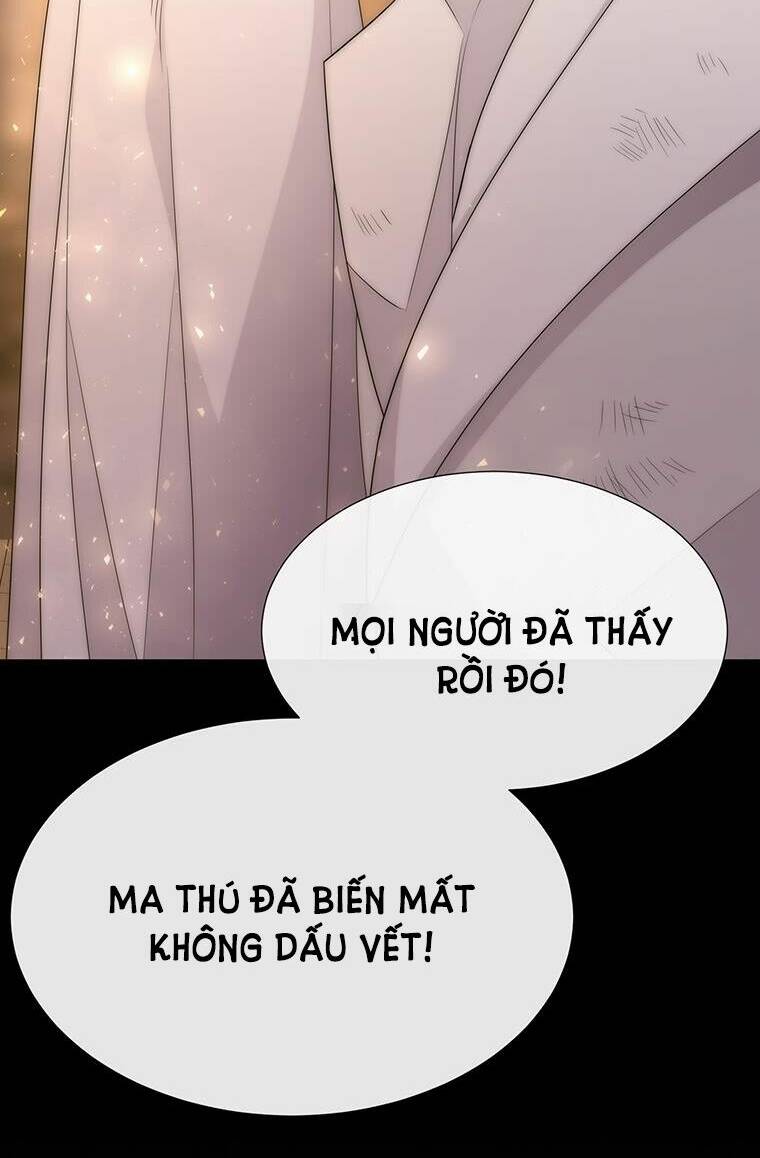 MỌI NGƯỜI ĐÃ THẤY
RỒI ĐÓ!
MA THÚ ĐÃ BIẾN MẤT
KHÔNG DẤU VẾT!